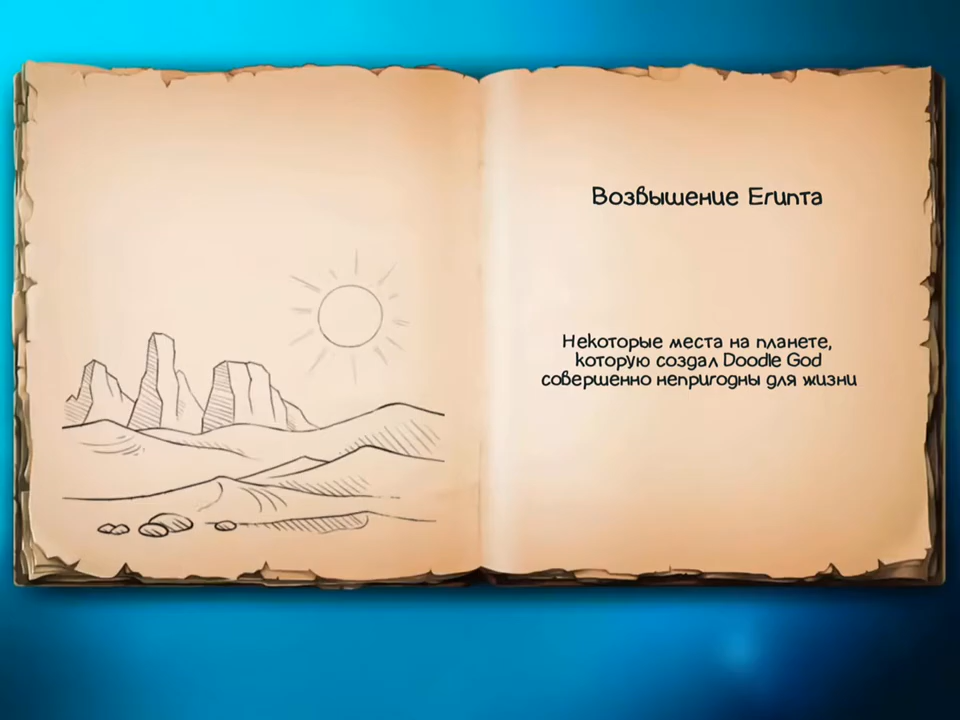 Возвышение Египта
Некоторые места на планете,
которую создал Doodle God
совершенно непригодны для жизни